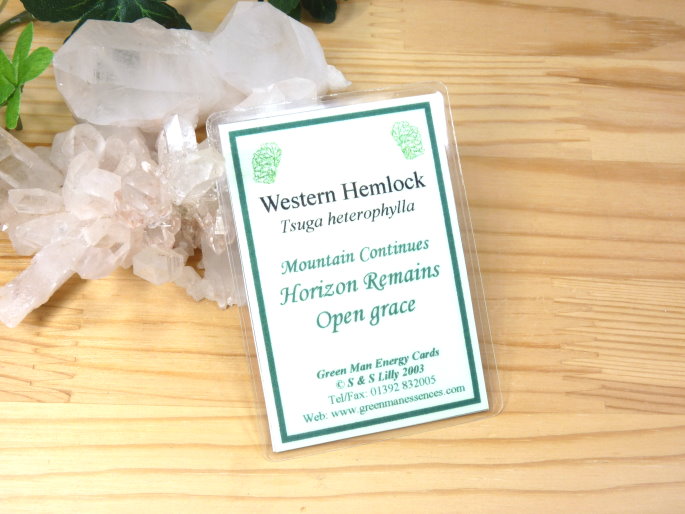 Western Hemlock
Tsuga heterophylla
Mountain Continues
Horizon Remains
Open grace
Green Man Energy Cards
© S & S Lilly 2003
Tel/Fax: 01392 832005
Web: www.greenmanessences.com